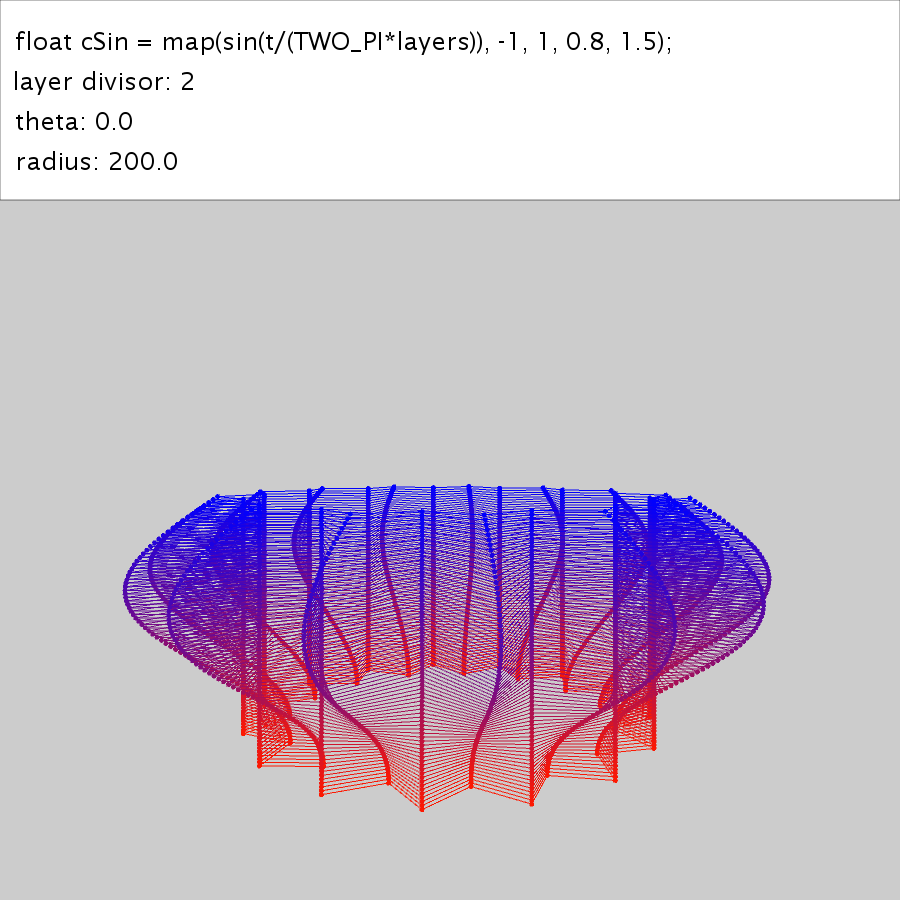 float cSin = map(sin(t/(TWO_PI*layers)), -1, 1, 0.8, 1.5);
layer divisor: 2
theta: 0.0
radius: 200.0